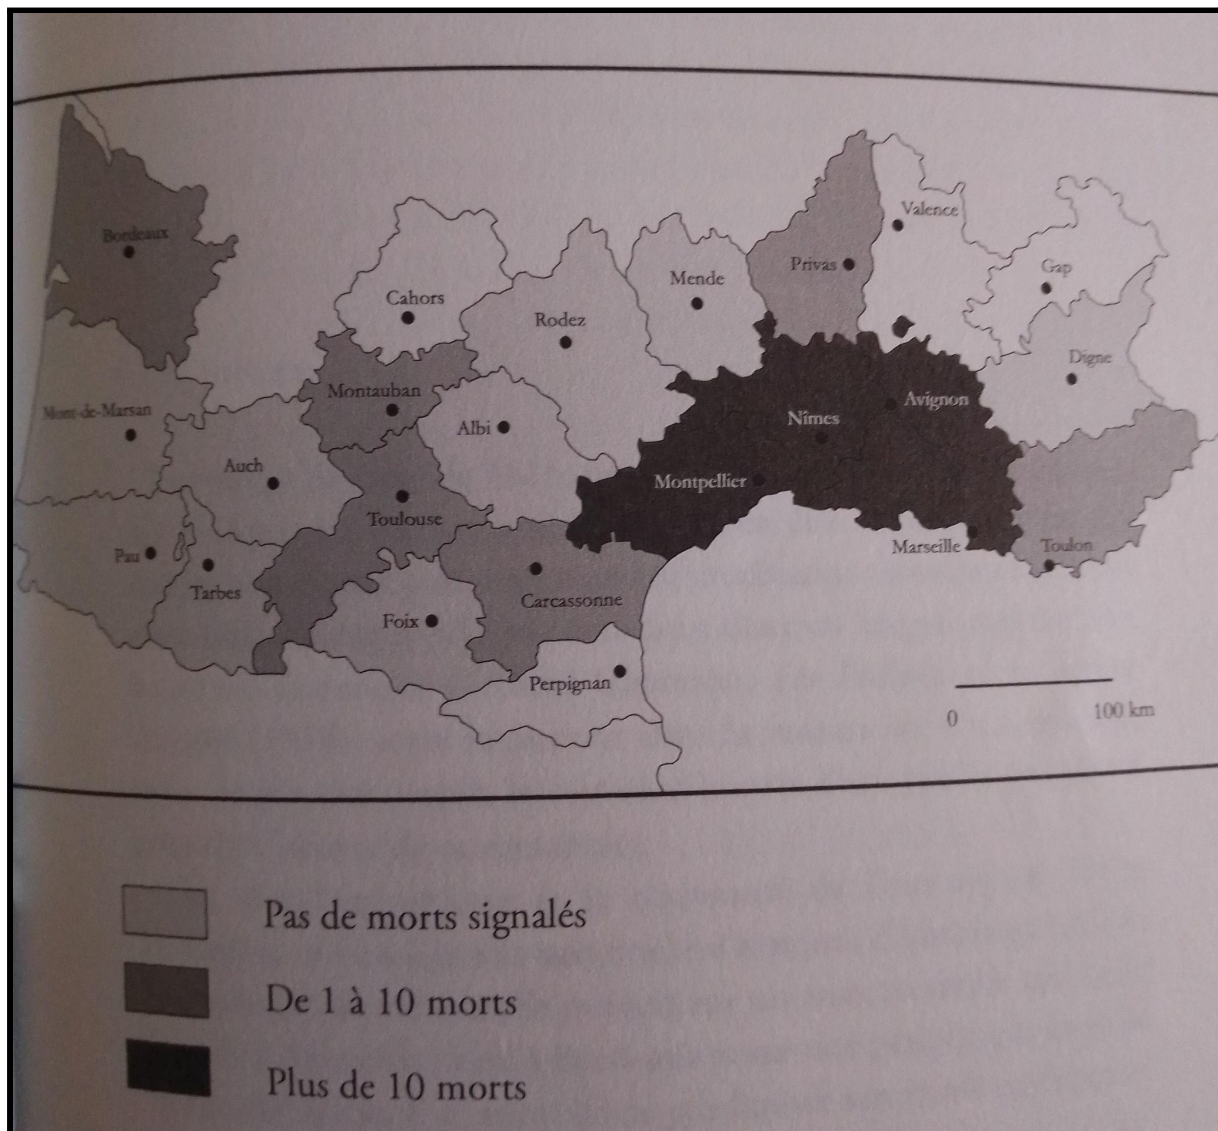 Bordeaux
Valence
Privas
Gap
Mende
Cahors
Rodez
Digne
Montauban
Avignon
Mont-de-Marsan
Nîmes
Albi
Auch
Montpellier
Toulouse
Marseille
Toulon
Pau
Tarbes
Carcassonne
Foix
Perpignan
0 100 km
Pas de morts signalés
De 1 à 10 morts
Plus de 10 morts